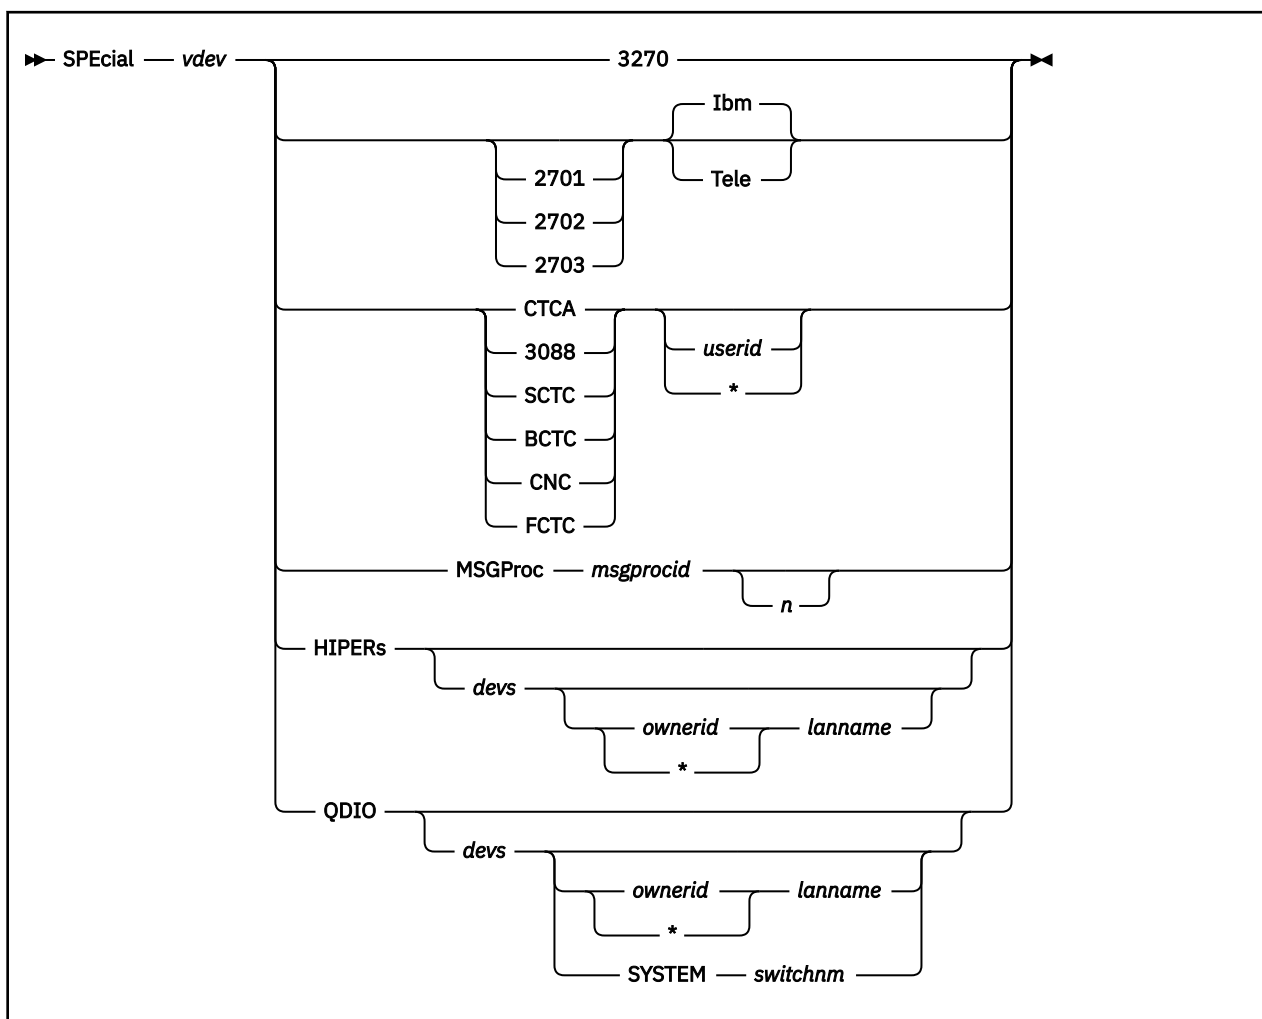 SPEcial vdev 3270
Ibm
2701 Tele
2702
2703
CTCA
3088 userid
SCTC *
BCTC
CNC
FCTC
MSGProc msgprocid
n
HIPERs
devs
ownerid lanname
*
QDIO
devs
ownerid lanname
*
SYSTEM switchnm